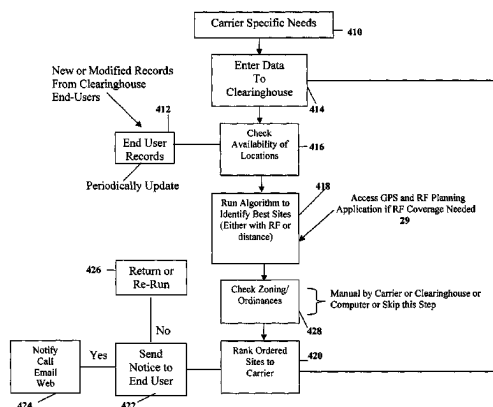 Carrier Specific Needs
410
Enter Data
To
Clearinghouse
414
New or Modified Records
From Clearinghouse
End-Users
412
End User
Records
Periodically Update
Check
Availability of
Locations
416
418
Run Algorithm to
Identify Best Sites
(Either with RF or
distance)
Access GPS and RF Planning
Application if RF Coverage Needed
29
426
Return or
Re-Run
Check Zoning/
Ordinances
428
Manual by Carrier or Clearinghouse or
Computer or Skip this Step
No
420
Notify
Call
Email
Web
424
Yes
Send
Notice to
End User
422
Rank Ordered
Sites to
Carrier